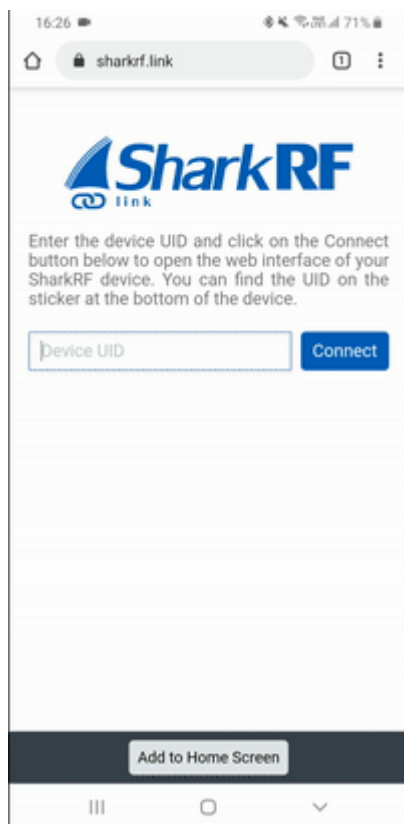 16:26
71%
sharkrf.link
1
SharkRF
link
Enter the device UID and click on the Connect
button below to open the web interface of your
SharkRF device. You can find the UID on the
sticker at the bottom of the device.
Device UID
Connect
Add to Home Screen